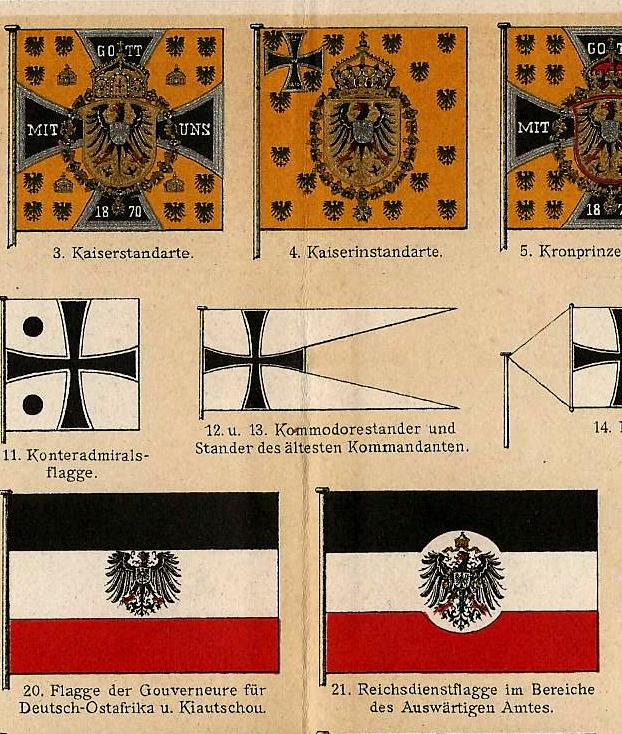 GOTT
MIT UNS
1870
3. Kaiserstandarte.
4. Kaiserinstandarte.
GOT
MIT
187
5. Kronprinze
11. Konteradmirals-
flagge.
12. u. 13. Kommodorestander und
Stander des ältesten Kommandanten.
14.
20. Flagge der Gouverneure für
Deutsch-Ostafrika u. Kiautschou.
21. Reichsdienstflagge im Bereiche
des Auswärtigen Amtes.